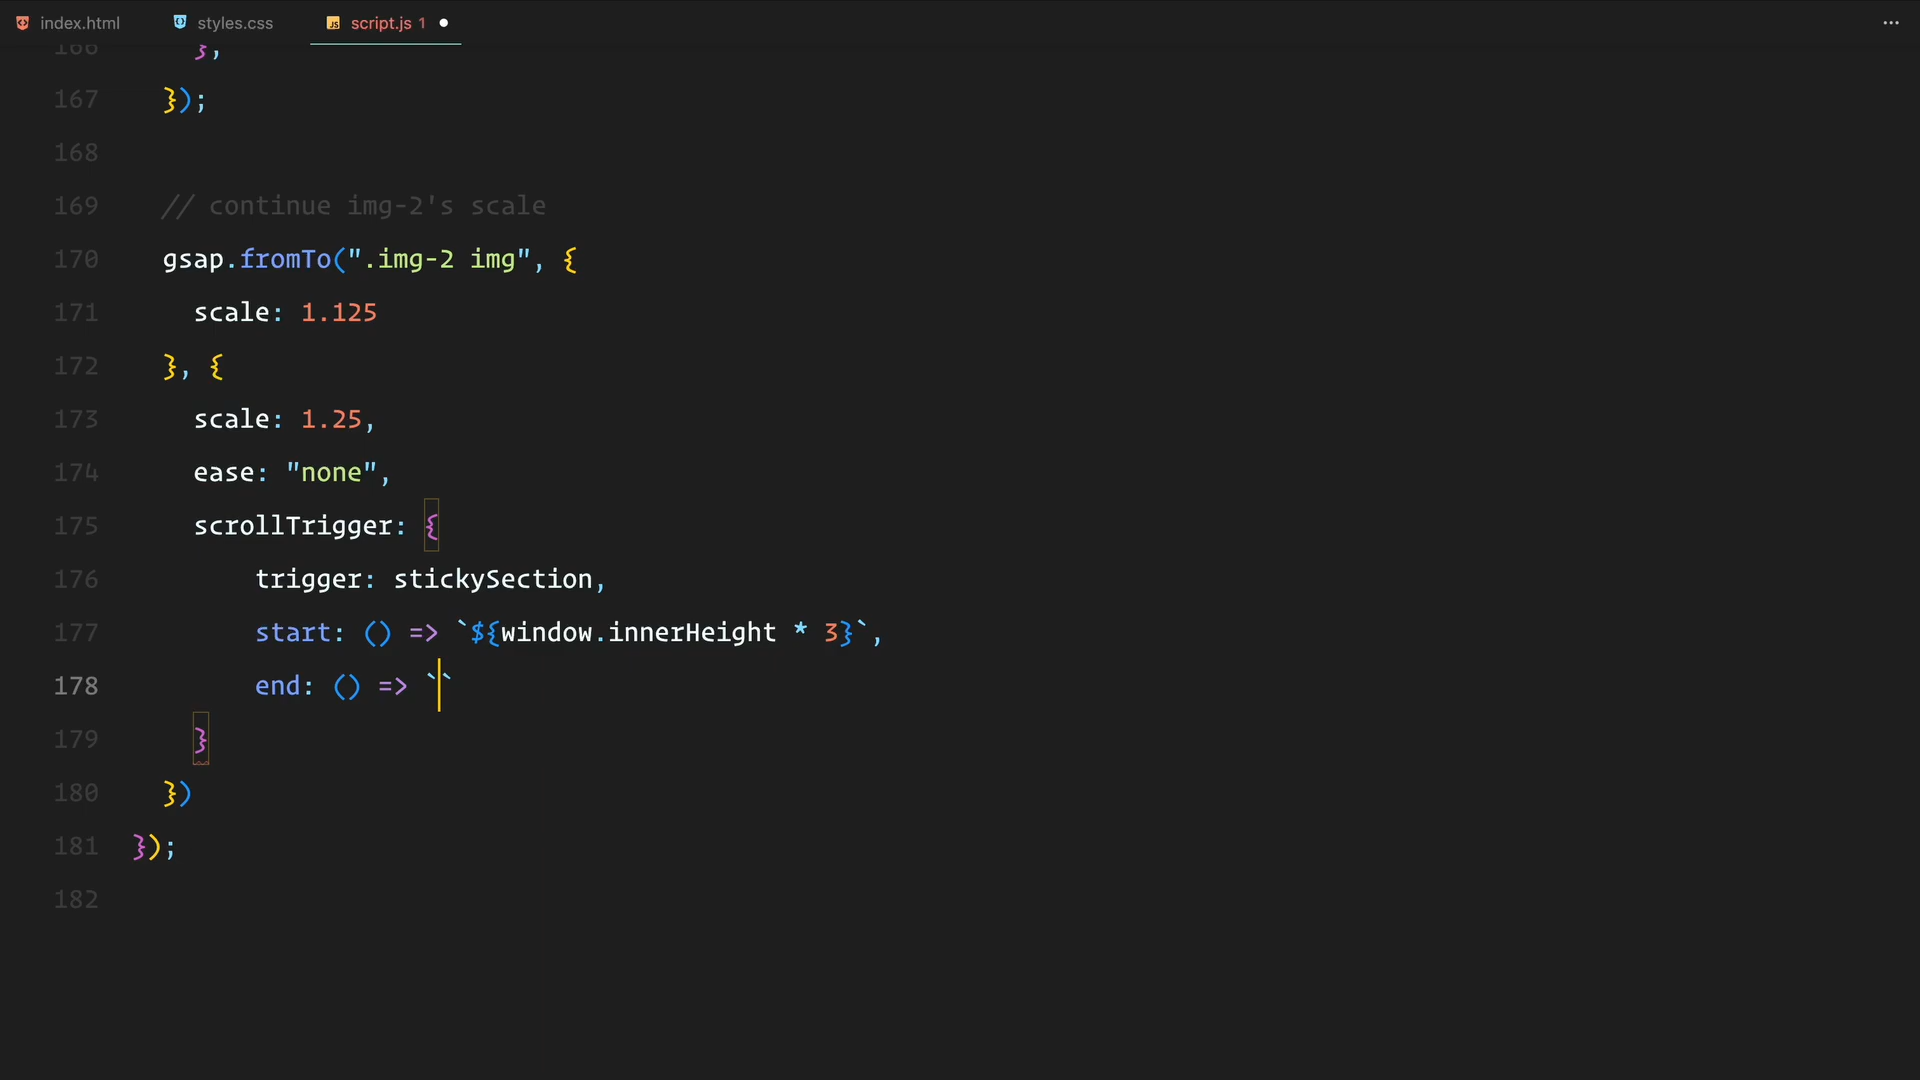 index.html styles.css JS script.js 1 ● ...
166 },
167 });
168
169 // continue img-2's scale
170 gsap.fromTo(".img-2 img", {
171 scale: 1.125
172 }, {
173 scale: 1.25,
174 ease: "none",
175 scrollTrigger: {
176 trigger: stickySection,
177 start: () => `${window.innerHeight * 3}`,
178 end: () => ``
179 }
180 })
181 });
182